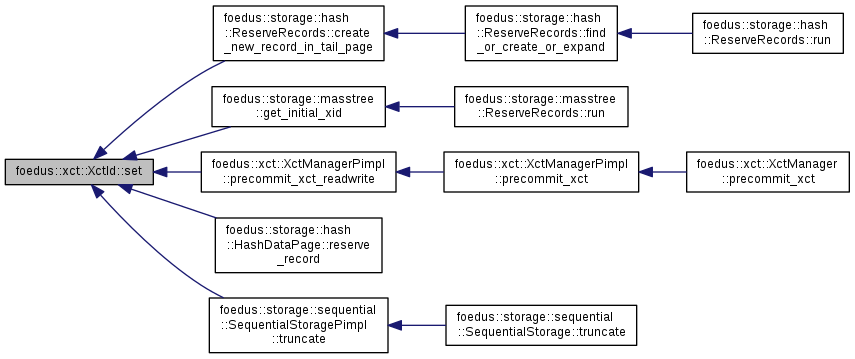 foedus::storage::hash
::ReserveRecords::create
_new_record_in_tail_page
foedus::storage::hash
::ReserveRecords::find
_or_create_or_expand
foedus::storage::hash
::ReserveRecords::run
foedus::storage::masstree
::get_initial_xid
foedus::storage::masstree
::ReserveRecords::run
foedus::xct::XctId::set
foedus::xct::XctManagerPimpl
::precommit_xct_readwrite
foedus::xct::XctManagerPimpl
::precommit_xct
foedus::xct::XctManager
::precommit_xct
foedus::storage::hash
::HashDataPage::reserve
_record
foedus::storage::sequential
::SequentialStoragePimpl
::truncate
foedus::storage::sequential
::SequentialStorage::truncate